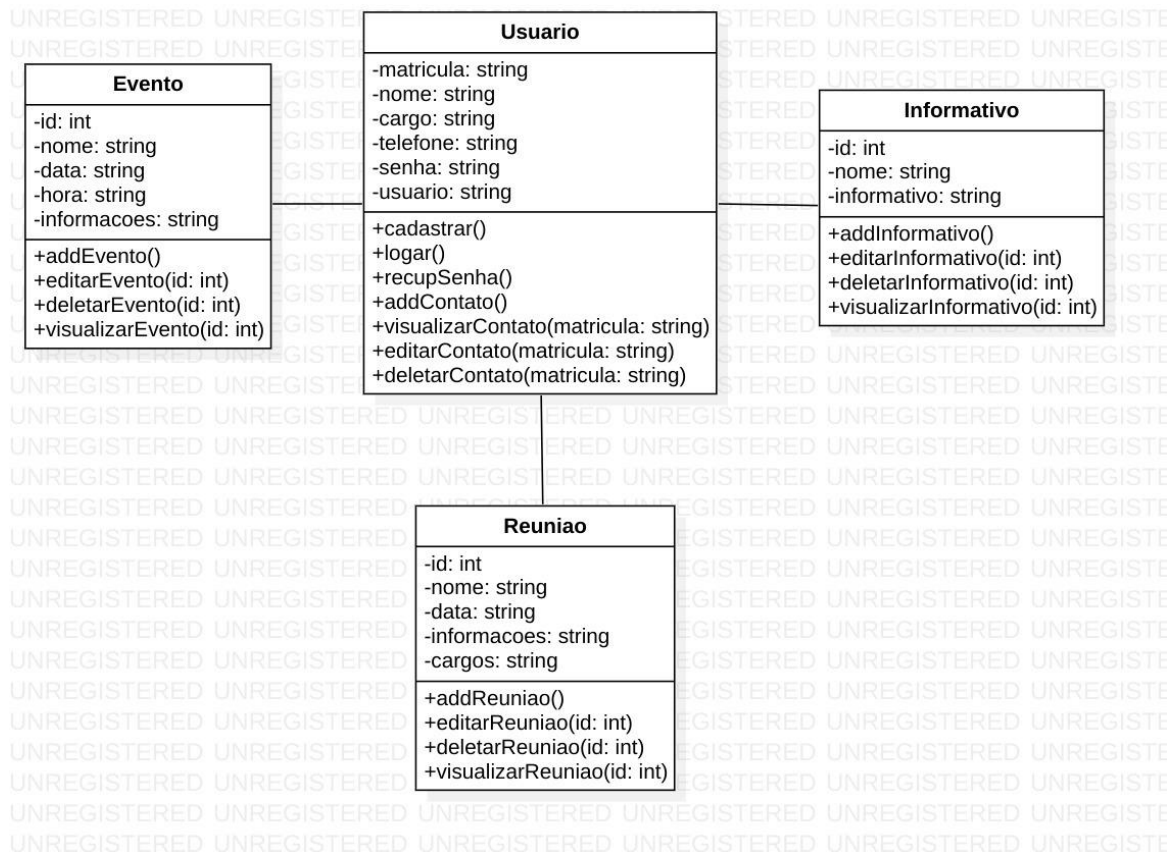 Usuario
-matricula: string
-nome: string
-cargo: string
-telefone: string
-senha: string
-usuario: string
+cadastrar()
+logar()
+recupSenha()
+addContato()
+visualizarContato(matricula: string)
+editarContato(matricula: string)
+deletarContato(matricula: string)
Evento
-id: int
-nome: string
-data: string
-hora: string
-informacoes: string
+addEvento()
+editarEvento(id: int)
+deletarEvento(id: int)
+visualizarEvento(id: int)
Informativo
-id: int
-nome: string
-informativo: string
+addInformativo()
+editarInformativo(id: int)
+deletarInformativo(id: int)
+visualizarInformativo(id: int)
Reuniao
-id: int
-nome: string
-data: string
-informacoes: string
-cargos: string
+addReuniao()
+editarReuniao(id: int)
+deletarReuniao(id: int)
+visualizarReuniao(id: int)
UNREGISTERED